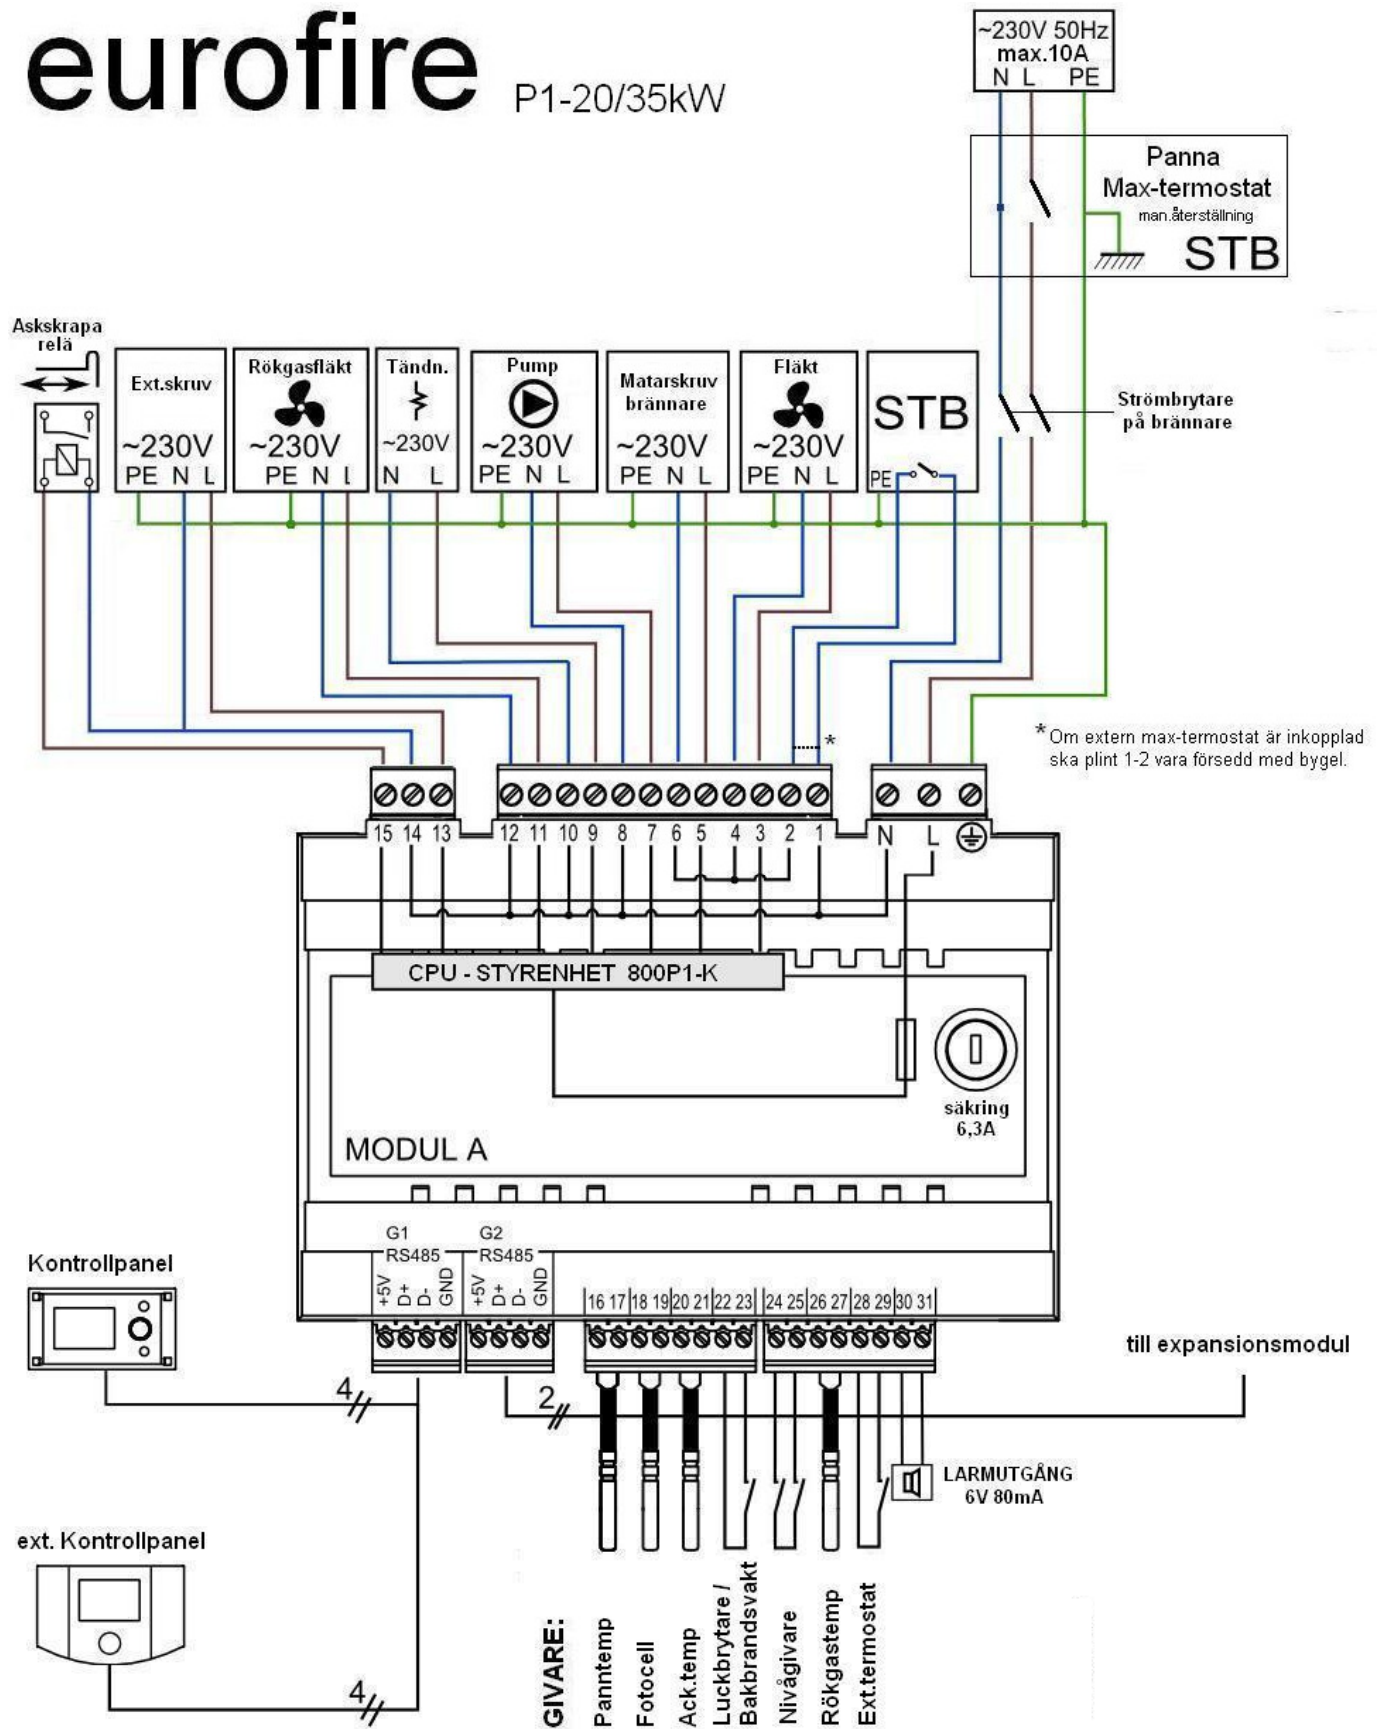 eurofire P1-20/35kW
~230V 50Hz
max.10A
N L PE
Panna
Max-termostat
man.återställning
STB
Askskrapa
relä
Ext.skruv
~230V
PE N L
Rökgasfläkt
~230V
PE N L
Tändn.
~230V
N L
Pump
~230V
PE N L
Matarskruv
brännare
~230V
PE N L
Fläkt
~230V
PE N L
STB
PE
Strömbrytare
på brännare
*
* Om extern max-termostat är inkopplad
ska plint 1-2 vara försedd med bygel.
15 14 13 12 11 10 9 8 7 6 5 4 3 2 1 N L
CPU - STYRENHET 800P1-K
säkring
6,3A
MODUL A
G1
RS485
+5V
D+
D-
GND
G2
RS485
+5V
D+
D-
GND
16 17 18 19 20 21 22 23 24 25 26 27 28 29 30 31
Kontrollpanel
4
2
till expansionsmodul
LARMUTGÅNG
6V 80mA
ext. Kontrollpanel
4
GIVARE:
Panntemp
Fotocell
Ack.temp
Luckbrytare /
Bakbrandsvakt
Nivågivare
Rökgastemp
Ext.termostat